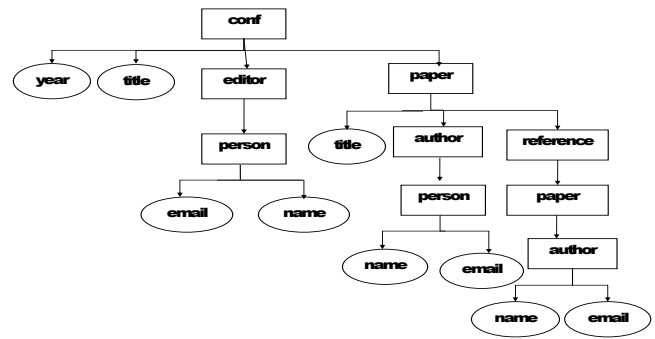 conf
year title editor paper
person title author reference
email name person paper
name email author
name email